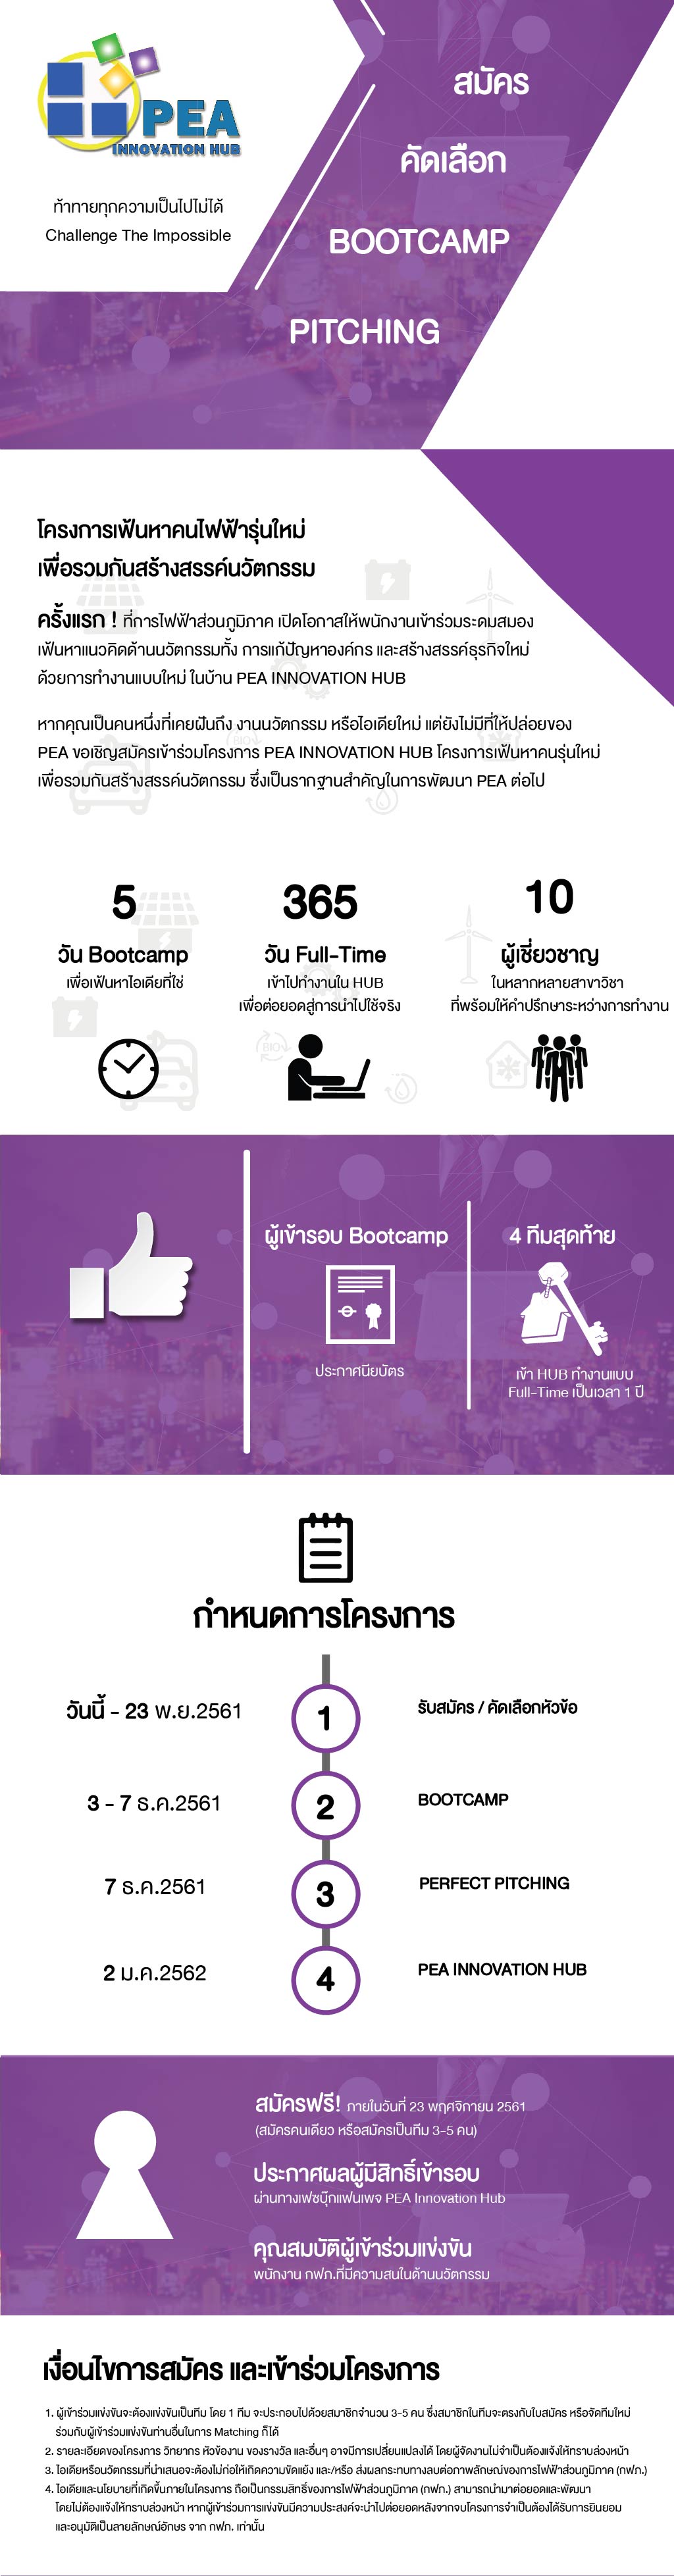 PEA
INNOVATION HUB
ท้าทายทุกความเป็นไปไม่ได้
Challenge The Impossible
สมัคร
คัดเลือก
BOOTCAMP
PITCHING
โครงการเฟ้นหาคนไฟฟ้ารุ่นใหม่
เพื่อรวมกันสร้างสรรค์นวัตกรรม
ครั้งแรก ! ที่การไฟฟ้าส่วนภูมิภาค เปิดโอกาสให้พนักงานเข้าร่วมระดมสมอง
เฟ้นหาแนวคิดด้านนวัตกรรมทั้ง การแก้ปัญหาองค์กร และสร้างสรรค์ธุรกิจใหม่
ด้วยการทำงานแบบใหม่ ในบ้าน PEA INNOVATION HUB
หากคุณเป็นคนหนึ่งที่เคยฝันถึง งานนวัตกรรม หรือไอเดียใหม่ แต่ยังไม่มีที่ให้ปล่อยของ
PEA ขอเชิญสมัครเข้าร่วมโครงการ PEA INNOVATION HUB โครงการเฟ้นหาคนรุ่นใหม่
เพื่อรวมกันสร้างสรรค์นวัตกรรม ซึ่งเป็นรากฐานสำคัญในการพัฒนา PEA ต่อไป
5
วัน Bootcamp
เพื่อเฟ้นหาไอเดียที่ใช่
365
วัน Full-Time
เข้าไปทำงานใน HUB
เพื่อต่อยอดสู่การนำไปใช้จริง
10
ผู้เชี่ยวชาญ
ในหลากหลายสาขาวิชา
ที่พร้อมให้คำปรึกษาระหว่างการทำงาน
BIO
ผู้เข้ารอบ Bootcamp
ประกาศนียบัตร
4 ทีมสุดท้าย
เข้า HUB ทำงานแบบ
Full-Time เป็นเวลา 1 ปี
กำหนดการโครงการ
วันนี้ - 23 พ.ย.2561
1
รับสมัคร / คัดเลือกหัวข้อ
3 - 7 ธ.ค.2561
2
BOOTCAMP
7 ธ.ค.2561
3
PERFECT PITCHING
2 ม.ค.2562
4
PEA INNOVATION HUB
สมัครฟรี! ภายในวันที่ 23 พฤศจิกายน 2561
(สมัครคนเดียว หรือสมัครเป็นทีม 3-5 คน)
ประกาศผลผู้มีสิทธิ์เข้ารอบ
ผ่านทางเฟซบุ๊กแฟนเพจ PEA Innovation Hub
คุณสมบัติผู้เข้าร่วมแข่งขัน
พนักงาน กฟภ.ที่มีความสนในด้านนวัตกรรม
เงื่อนไขการสมัคร และเข้าร่วมโครงการ
1. ผู้เข้าร่วมแข่งขันจะต้องแข่งขันเป็นทีม โดย 1 ทีม จะประกอบไปด้วยสมาชิกจำนวน 3-5 คน ซึ่งสมาชิกในทีมจะตรงกับใบสมัคร หรือจัดทีมใหม่
ร่วมกับผู้เข้าร่วมแข่งขันท่านอื่นในการ Matching ก็ได้
2. รายละเอียดของโครงการ วิทยากร หัวข้องาน ของรางวัล และอื่นๆ อาจมีการเปลี่ยนแปลงได้ โดยผู้จัดงานไม่จำเป็นต้องแจ้งให้ทราบล่วงหน้า
3. ไอเดียหรือนวัตกรรมที่นำเสนอจะต้องไม่ก่อให้เกิดความขัดแย้ง และ/หรือ ส่งผลกระทบทางลบต่อภาพลักษณ์ของการไฟฟ้าส่วนภูมิภาค (กฟภ.)
4. ไอเดียและนโยบายที่เกิดขึ้นภายในโครงการ ถือเป็นกรรมสิทธิ์ของการไฟฟ้าส่วนภูมิภาค (กฟภ.) สามารถนำมาต่อยอดและพัฒนา
โดยไม่ต้องแจ้งให้ทราบล่วงหน้า หากผู้เข้าร่วมการแข่งขันมีความประสงค์จะนำไปต่อยอดหลังจากจบโครงการจำเป็นต้องได้รับการยินยอม
และอนุมัติเป็นลายลักษณ์อักษร จาก กฟภ. เท่านั้น